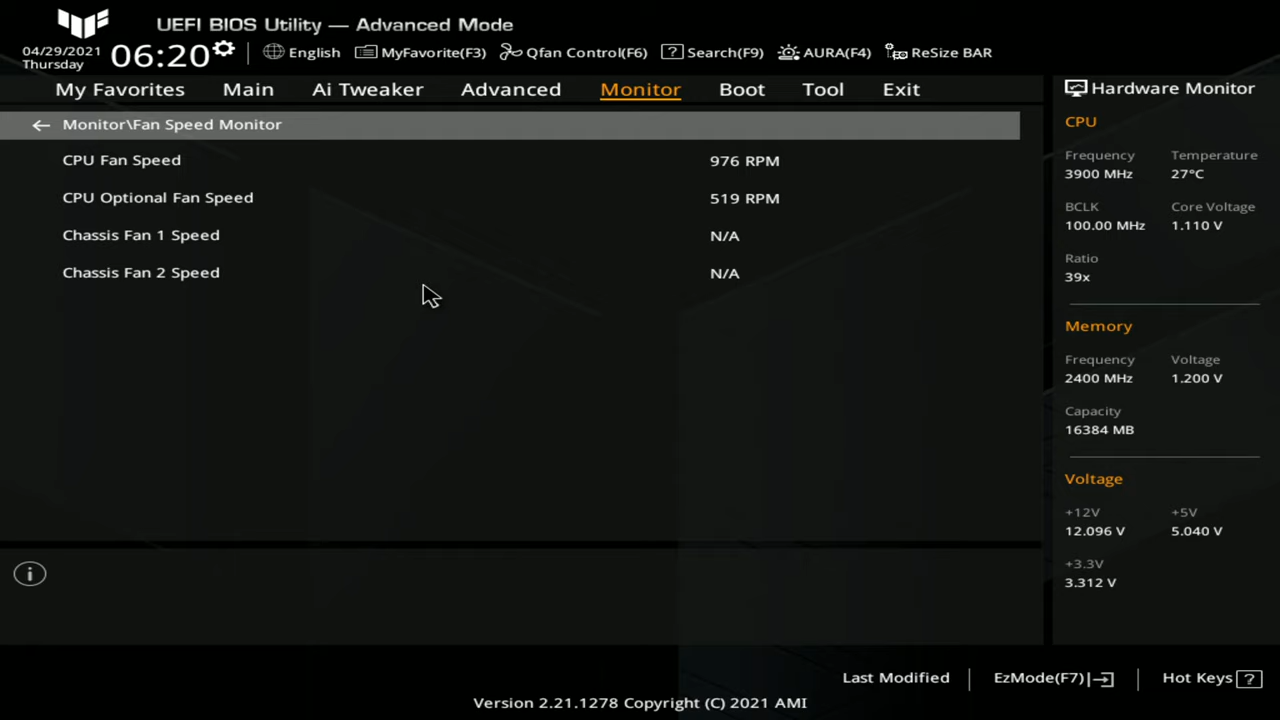 UEFI BIOS Utility — Advanced Mode
04/29/2021
Thursday
06:20
English
MyFavorite(F3)
Qfan Control(F6)
? Search(F9)
AURA(F4)
ReSize BAR
My Favorites
Main
Ai Tweaker
Advanced
Monitor
Boot
Tool
Exit
← Monitor\Fan Speed Monitor
CPU Fan Speed 976 RPM
CPU Optional Fan Speed 519 RPM
Chassis Fan 1 Speed N/A
Chassis Fan 2 Speed N/A
Hardware Monitor
CPU
Frequency Temperature
3900 MHz 27°C
BCLK Core Voltage
100.00 MHz 1.110 V
Ratio
39x
Memory
Frequency Voltage
2400 MHz 1.200 V
Capacity
16384 MB
Voltage
+12V +5V
12.096 V 5.040 V
+3.3V
3.312 V
i
Last Modified
EzMode(F7)
Hot Keys ?
Version 2.21.1278 Copyright (C) 2021 AMI